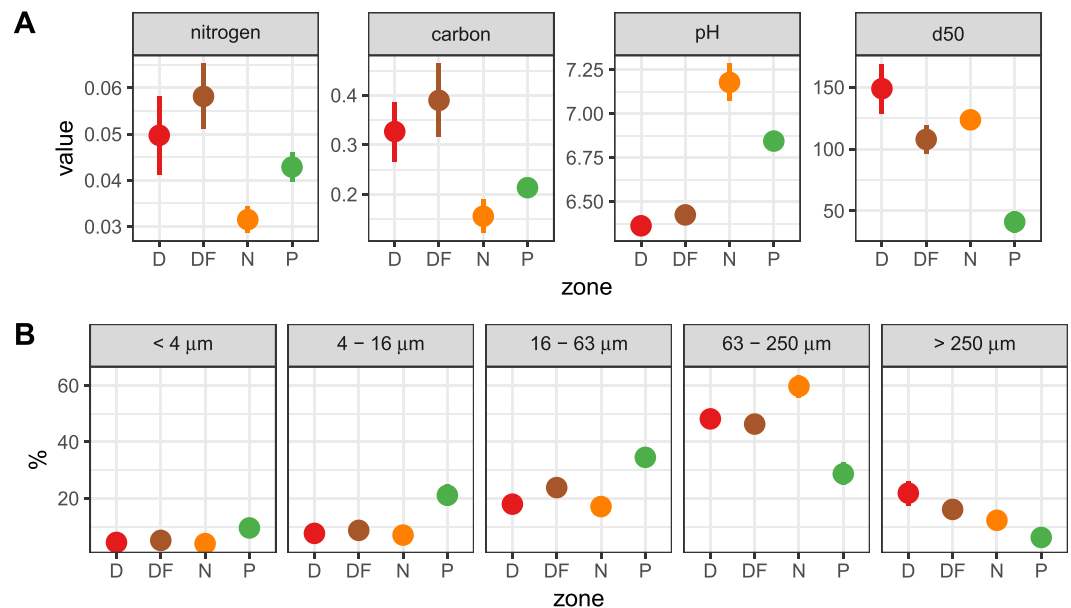 A
nitrogen carbon pH d50
value
0.06
0.05
0.04
0.03
0.4
0.3
0.2
7.25
7.00
6.75
6.50
150
100
50
D DF N P D DF N P D DF N P D DF N P
zone
B
< 4 μm 4 − 16 μm 16 − 63 μm 63 − 250 μm > 250 μm
%
60
40
20
D DF N P D DF N P D DF N P D DF N P D DF N P
zone